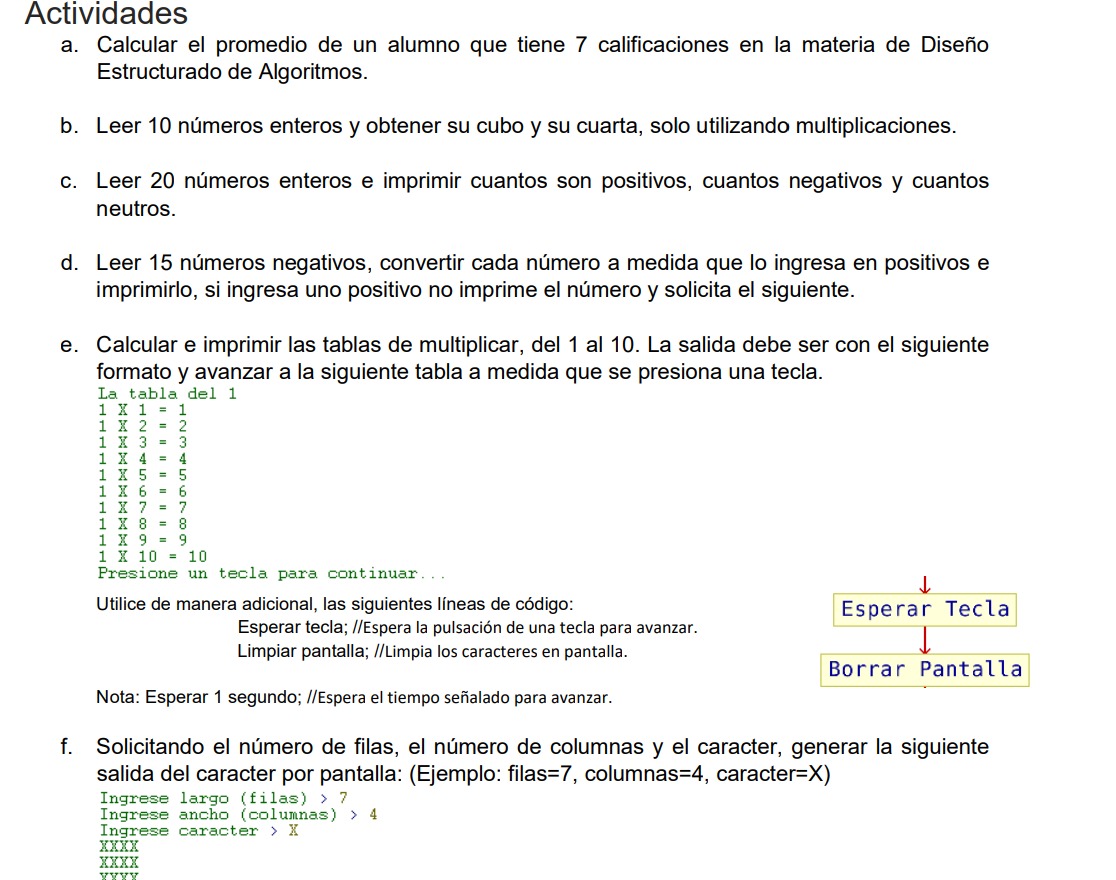 Actividades
a. Calcular el promedio de un alumno que tiene 7 calificaciones en la materia de Diseño
Estructurado de Algoritmos.
b. Leer 10 números enteros y obtener su cubo y su cuarta, solo utilizando multiplicaciones.
c. Leer 20 números enteros e imprimir cuantos son positivos, cuantos negativos y cuantos
neutros.
d. Leer 15 números negativos, convertir cada número a medida que lo ingresa en positivos e
imprimirlo, si ingresa uno positivo no imprime el número y solicita el siguiente.
e. Calcular e imprimir las tablas de multiplicar, del 1 al 10. La salida debe ser con el siguiente
formato y avanzar a la siguiente tabla a medida que se presiona una tecla.
La tabla del 1
1 X 1 = 1
1 X 2 = 2
1 X 3 = 3
1 X 4 = 4
1 X 5 = 5
1 X 6 = 6
1 X 7 = 7
1 X 8 = 8
1 X 9 = 9
1 X 10 = 10
Presione un tecla para continuar...
Utilice de manera adicional, las siguientes líneas de código:
Esperar tecla; //Espera la pulsación de una tecla para avanzar.
Limpiar pantalla; //Limpia los caracteres en pantalla.
Esperar Tecla
Borrar Pantalla
Nota: Esperar 1 segundo; //Espera el tiempo señalado para avanzar.
f. Solicitando el número de filas, el número de columnas y el caracter, generar la siguiente
salida del caracter por pantalla: (Ejemplo: filas=7, columnas=4, caracter=X)
Ingrese largo (filas) > 7
Ingrese ancho (columnas) > 4
Ingrese caracter > X
XXXX
XXXX
XXXX